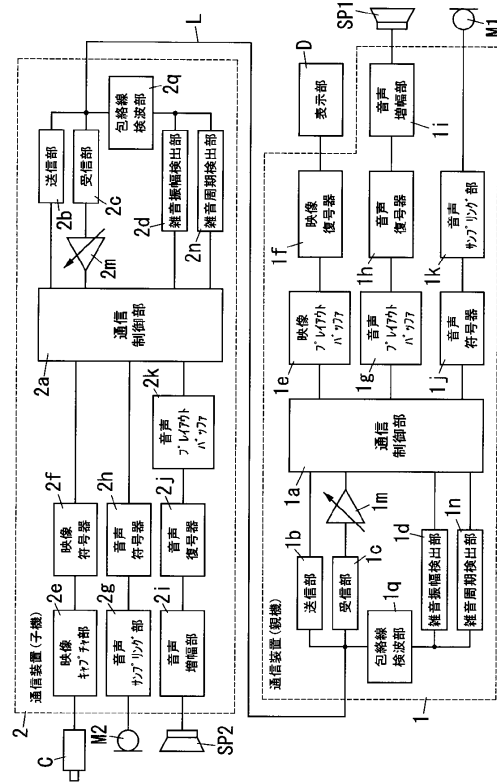 2
通信装置(子機)
C
映像
キャプチャ部
2e
映像
符号器
2f
M2
音声
サンプリング部
2g
音声
符号器
2h
SP2
音声
増幅部
2i
音声
復号器
2j
音声
プレイアウト
バッファ
2k
通信
制御部
2a
送信部
2b
受信部
2c
2m
包絡線
検波部
2q
雑音振幅検出部
2d
雑音周期検出部
2n
L
1
通信装置(親機)
送信部
1b
受信部
1c
1m
包絡線
検波部
1q
雑音振幅検出部
1d
雑音周期検出部
1n
通信
制御部
1a
映像
プレイアウト
バッファ
1e
映像
復号器
1f
表示部
D
音声
プレイアウト
バッファ
1g
音声
復号器
1h
音声
増幅部
1i
SP1
音声
符号器
1j
音声
サンプリング部
1k
M1